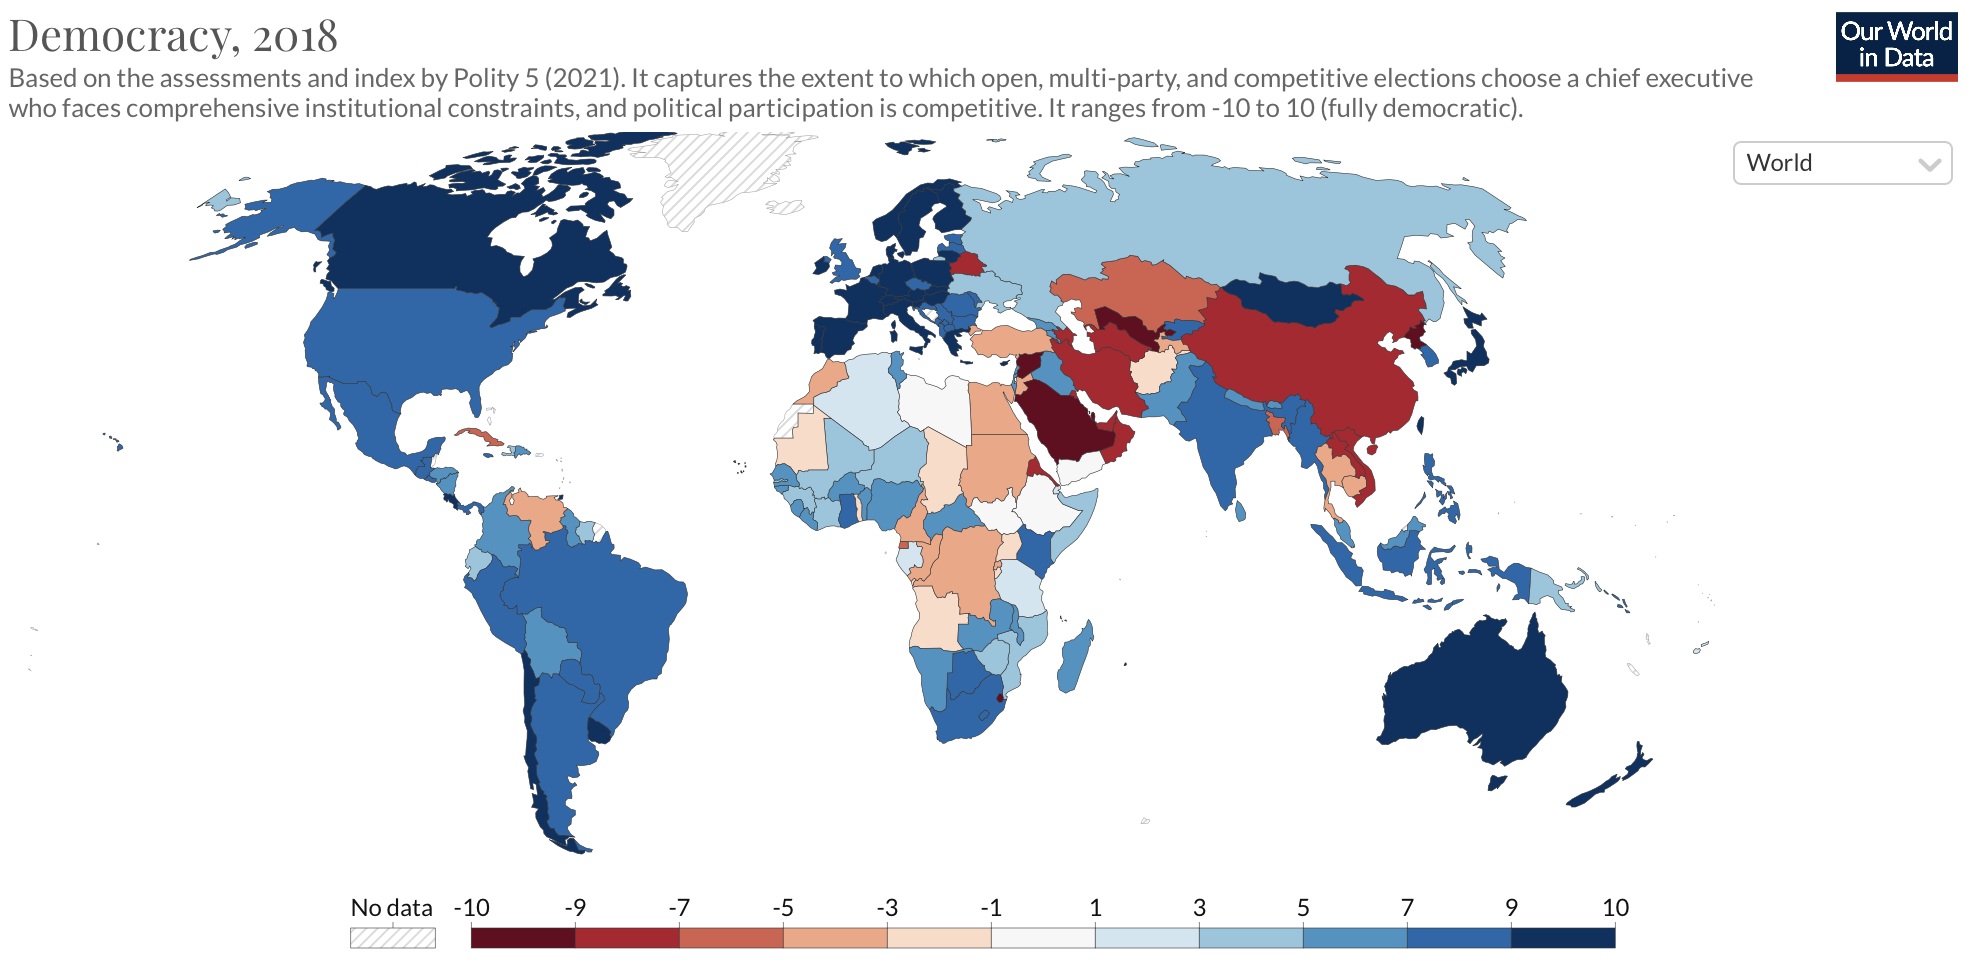 Democracy, 2018
Our World
in Data
Based on the assessments and index by Polity 5 (2021). It captures the extent to which open, multi-party, and competitive elections choose a chief executive
who faces comprehensive institutional constraints, and political participation is competitive. It ranges from -10 to 10 (fully democratic).
World
No data -10 -9 -7 -5 -3 -1 1 3 5 7 9 10